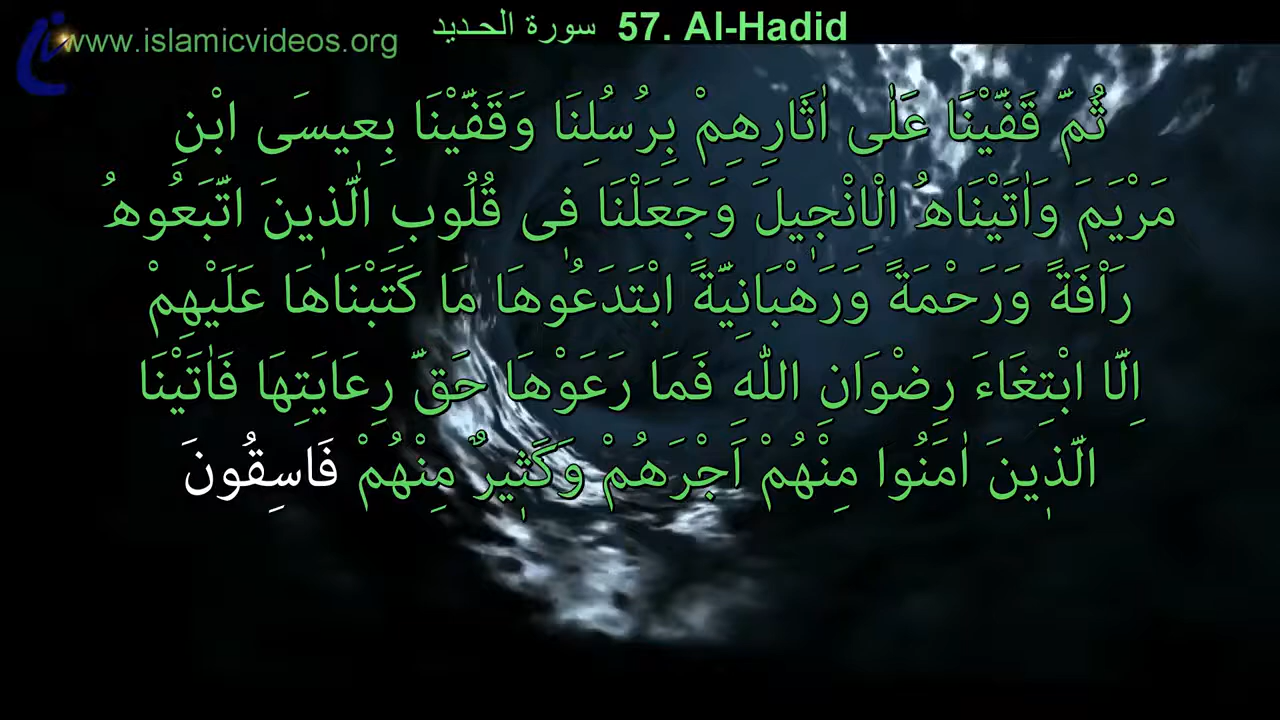 www.islamicvideos.org
سورة الحـديد 57. Al-Hadid
ثُمَّ قَفَّيْنَا عَلٰٓى اٰثَارِهِمْ بِرُسُلِنَا وَقَفَّيْنَا بِعِيسَى ابْنِ
مَرْيَمَ وَاٰتَيْنَاهُ الْاِنْجٖيلَ وَجَعَلْنَا فٖى قُلُوبِ الَّذٖينَ اتَّبَعُوهُ
رَاْفَةً وَرَحْمَةً وَرَهْبَانِيَّةً ابْتَدَعُوهَا مَا كَتَبْنَاهَا عَلَيْهِمْ
اِلَّا ابْتِغَاءَ رِضْوَانِ اللّٰهِ فَمَا رَعَوْهَا حَقَّ رِعَايَتِهَا فَاٰتَيْنَا
الَّذٖينَ اٰمَنُوا مِنْهُمْ اَجْرَهُمْ وَكَثٖيرٌ مِنْهُمْ فَاسِقُونَ